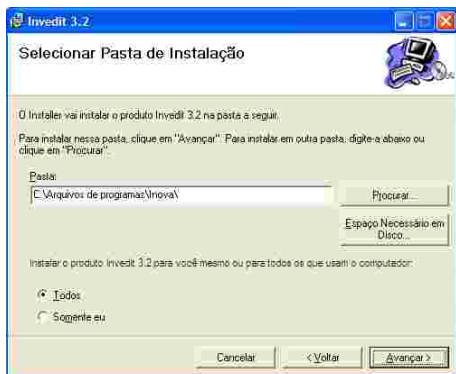 Invedit 3.2
Selecionar Pasta de Instalação
O Installer vai instalar o produto Invedit 3.2 na pasta a seguir.
Para instalar nessa pasta, clique em "Avançar". Para instalar em outra pasta, digite-a abaixo ou
clique em "Procurar".
Pasta:
C:\Arquivos de programas\Inova\
Procurar...
Espaço Necessário em
Disco...
Instalar o produto Invedit 3.2 para você mesmo ou para todos os que usam o computador:
Todos
Somente eu
Cancelar
< Voltar
Avançar >